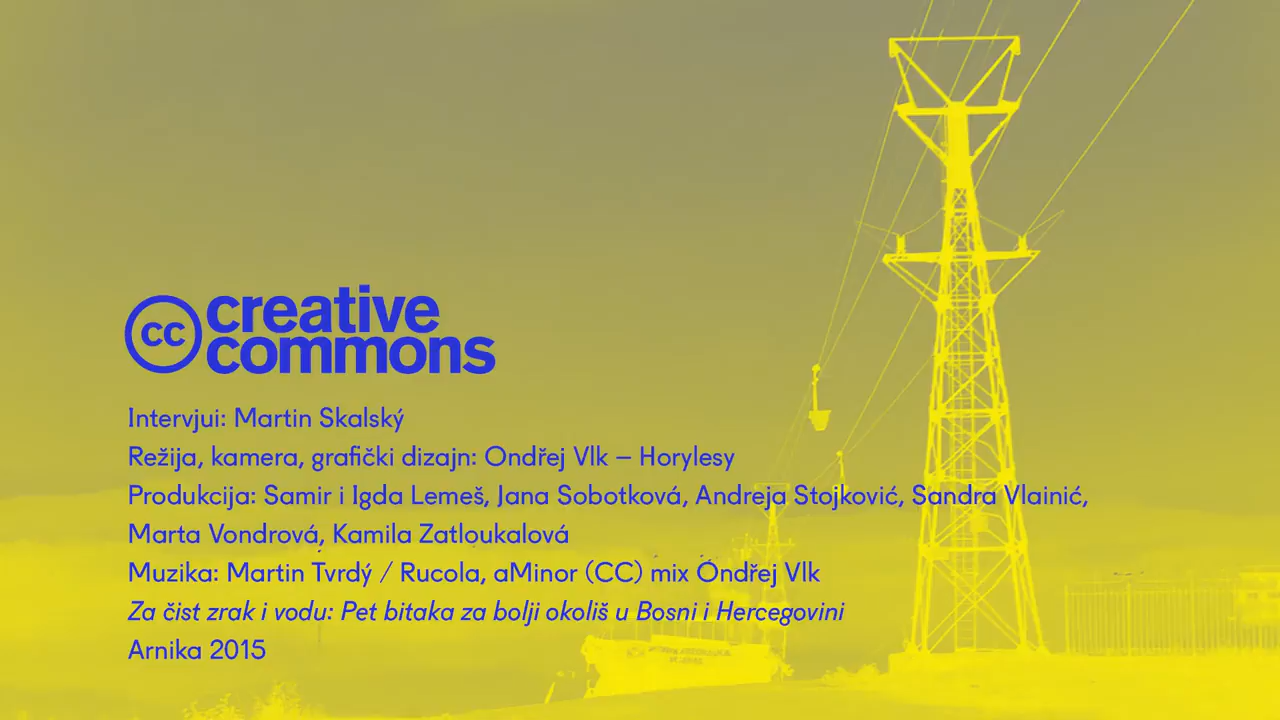 cc creative
commons
Intervjui: Martin Skalský
Režija, kamera, grafički dizajn: Ondřej Vlk – Horylesy
Produkcija: Samir i Igda Lemeš, Jana Sobotková, Andreja Stojković, Sandra Vlainić,
Marta Vondrová, Kamila Zatloukalová
Muzika: Martin Tvrdý / Rucola, aMinor (CC) mix Ondřej Vlk
Za čist zrak i vodu: Pet bitaka za bolji okoliš u Bosni i Hercegovini
Arnika 2015